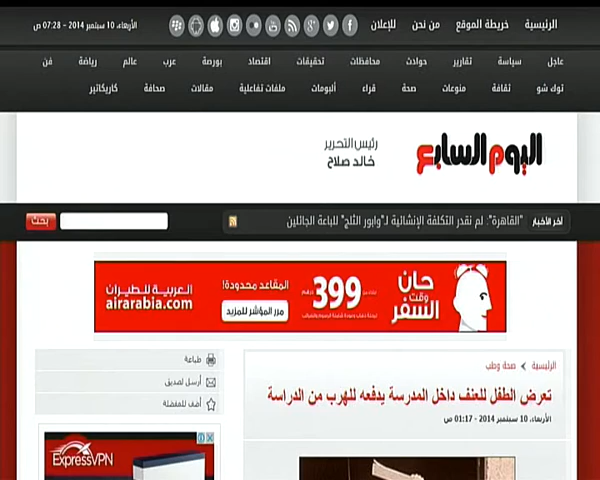 الرئيسية خريطة الموقع من نحن للإعلان
الأربعاء، 10 سبتمبر 2014 - 07:28 ص
عاجل سياسة تقارير حوادث محافظات تحقيقات اقتصاد بورصة عرب عالم رياضة فن
توك شو ثقافة منوعات صحة قراء ألبومات ملفات تفاعلية مقالات صحافة كاريكاتير
اليوم السابع
رئيس التحرير
خالد صلاح
آخر الأخبار "القاهرة": لم نقدر التكلفة الإنشائية لـ"وابور الثلج" للباعة الجائلين
بحث
حان
وقت
السفر
399
المقاعد محدودة!
مرر المؤشر للمزيد
العربية للطيران
airarabia.com
الرئيسية صحة وطب
تعرض الطفل للعنف داخل المدرسة يدفعه للهرب من الدراسة
الأربعاء، 10 سبتمبر 2014 - 01:17 ص
طباعة
أرسل لصديق
أضف للمفضلة
ExpressVPN